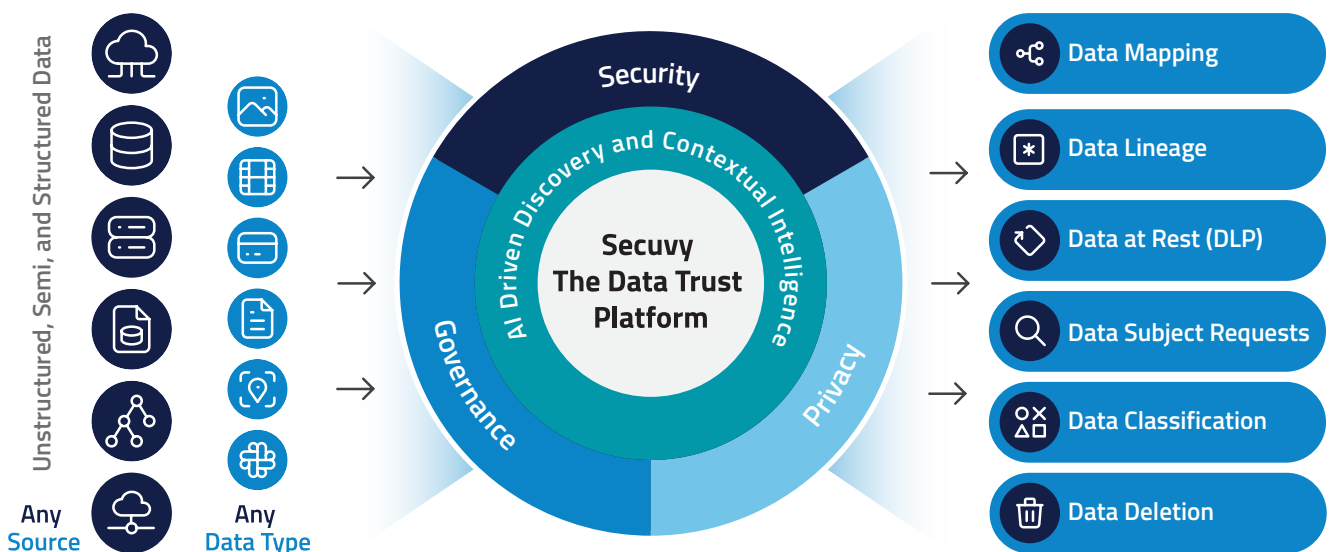 Unstructured, Semi, and Structured Data
Any
Source
Any
Data Type
Security
Governance
Privacy
AI Driven Discovery and Contextual Intelligence
Secuvy
The Data Trust
Platform
Data Mapping
Data Lineage
Data at Rest (DLP)
Data Subject Requests
Data Classification
Data Deletion